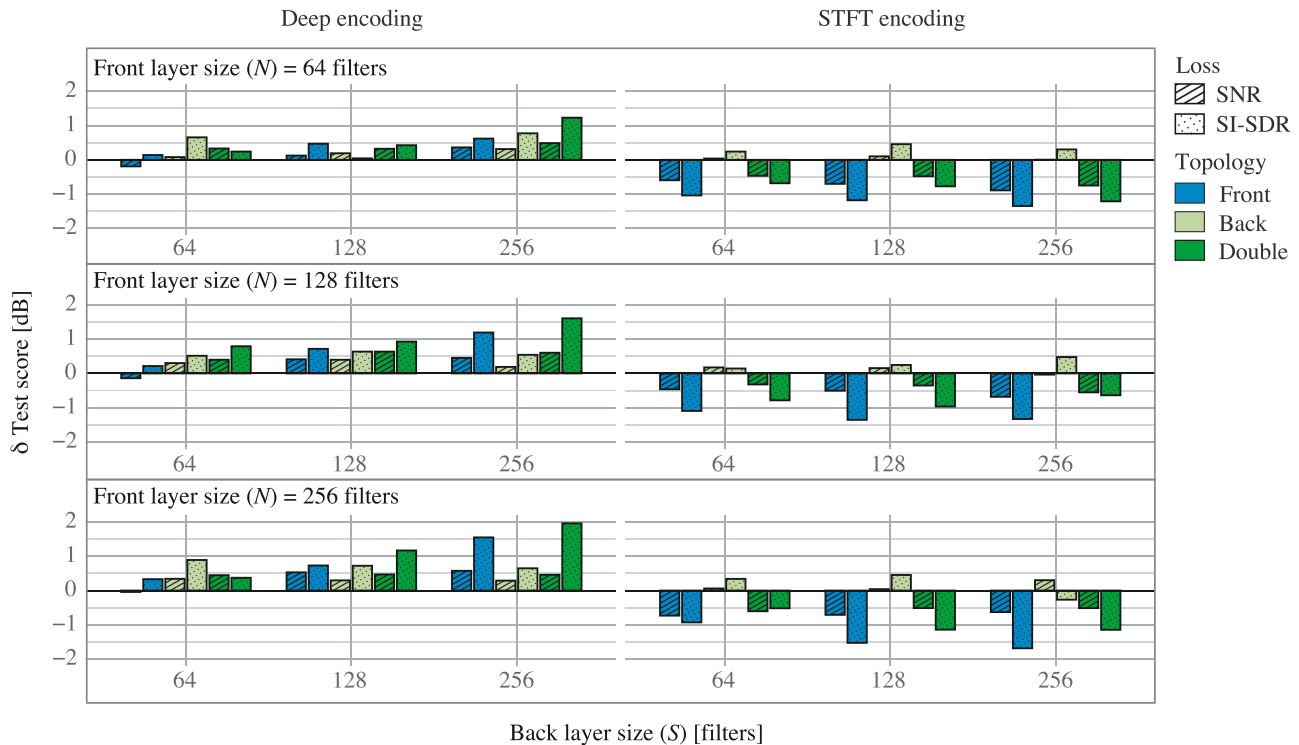 Deep encoding
STFT encoding
Front layer size (N) = 64 filters
2
1
0
−1
−2
64
128
256
64
128
256
Front layer size (N) = 128 filters
2
1
0
−1
−2
64
128
256
64
128
256
Front layer size (N) = 256 filters
2
1
0
−1
−2
64
128
256
64
128
256
δ Test score [dB]
Back layer size (S) [filters]
Loss
SNR
SI-SDR
Topology
Front
Back
Double